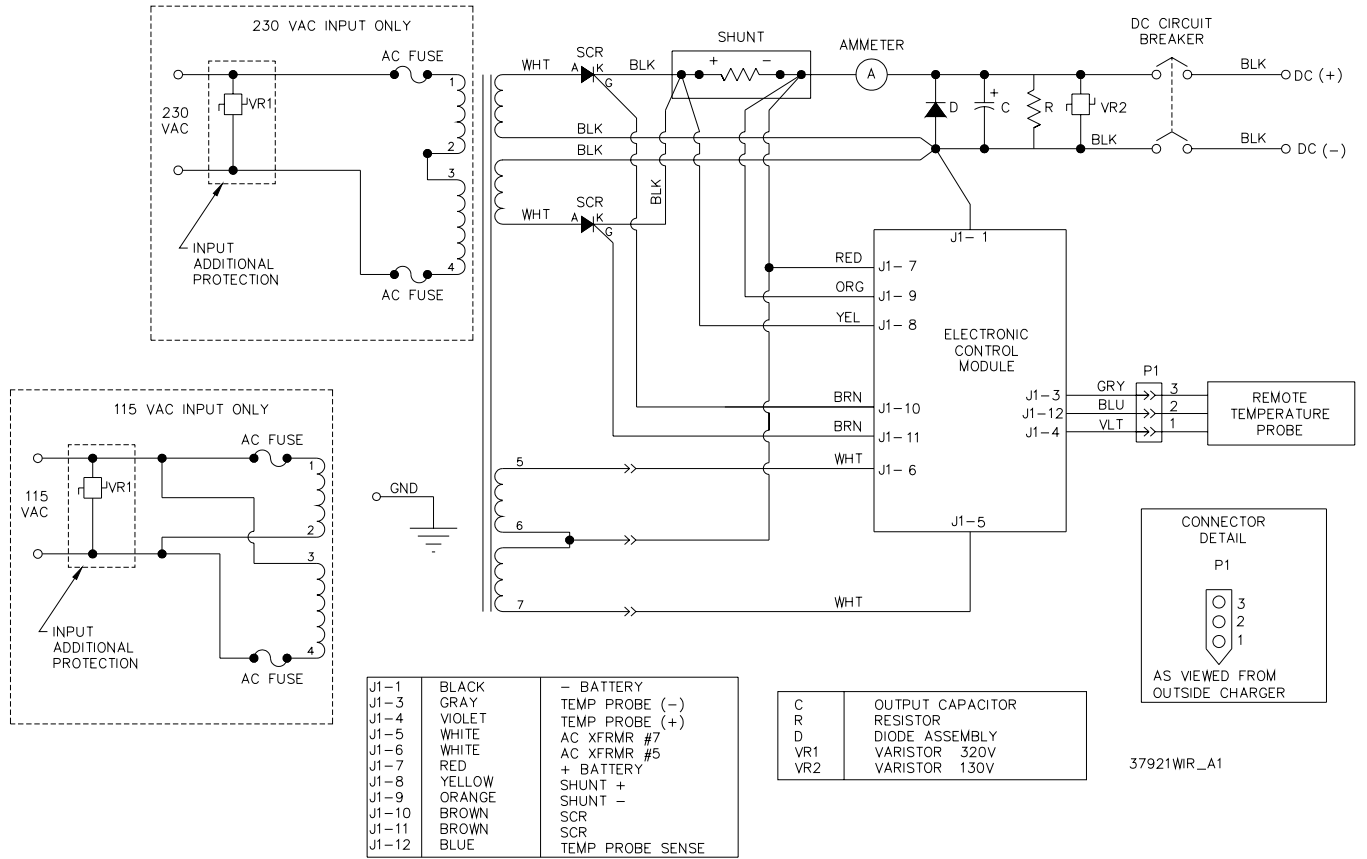 230 VAC INPUT ONLY
AC FUSE
VR1
230
VAC
1
2
3
4
INPUT
ADDITIONAL
PROTECTION
AC FUSE
115 VAC INPUT ONLY
AC FUSE
VR1
115
VAC
1
2
3
4
INPUT
ADDITIONAL
PROTECTION
AC FUSE
GND
WHT
SCR
A
K
G
BLK
SHUNT
+
-
AMMETER
A
D
+
C
R
VR2
DC CIRCUIT
BREAKER
BLK
DC (+)
BLK
BLK
DC (-)
BLK
BLK
BLK
WHT
SCR
A
K
G
J1- 1
RED
J1- 7
ORG
J1- 9
YEL
J1- 8
ELECTRONIC
CONTROL
MODULE
BRN
J1-10
BRN
J1-11
WHT
J1- 6
J1-5
5
6
7
WHT
J1-3
J1-12
J1-4
GRY
BLU
VLT
P1
3
2
1
REMOTE
TEMPERATURE
PROBE
CONNECTOR
DETAIL
P1
3
2
1
AS VIEWED FROM
OUTSIDE CHARGER
J1-1 BLACK - BATTERY
J1-3 GRAY TEMP PROBE (-)
J1-4 VIOLET TEMP PROBE (+)
J1-5 WHITE AC XFRMR #7
J1-6 WHITE AC XFRMR #5
J1-7 RED + BATTERY
J1-8 YELLOW SHUNT +
J1-9 ORANGE SHUNT -
J1-10 BROWN SCR
J1-11 BROWN SCR
J1-12 BLUE TEMP PROBE SENSE
C OUTPUT CAPACITOR
R RESISTOR
D DIODE ASSEMBLY
VR1 VARISTOR 320V
VR2 VARISTOR 130V
37921WIR_A1